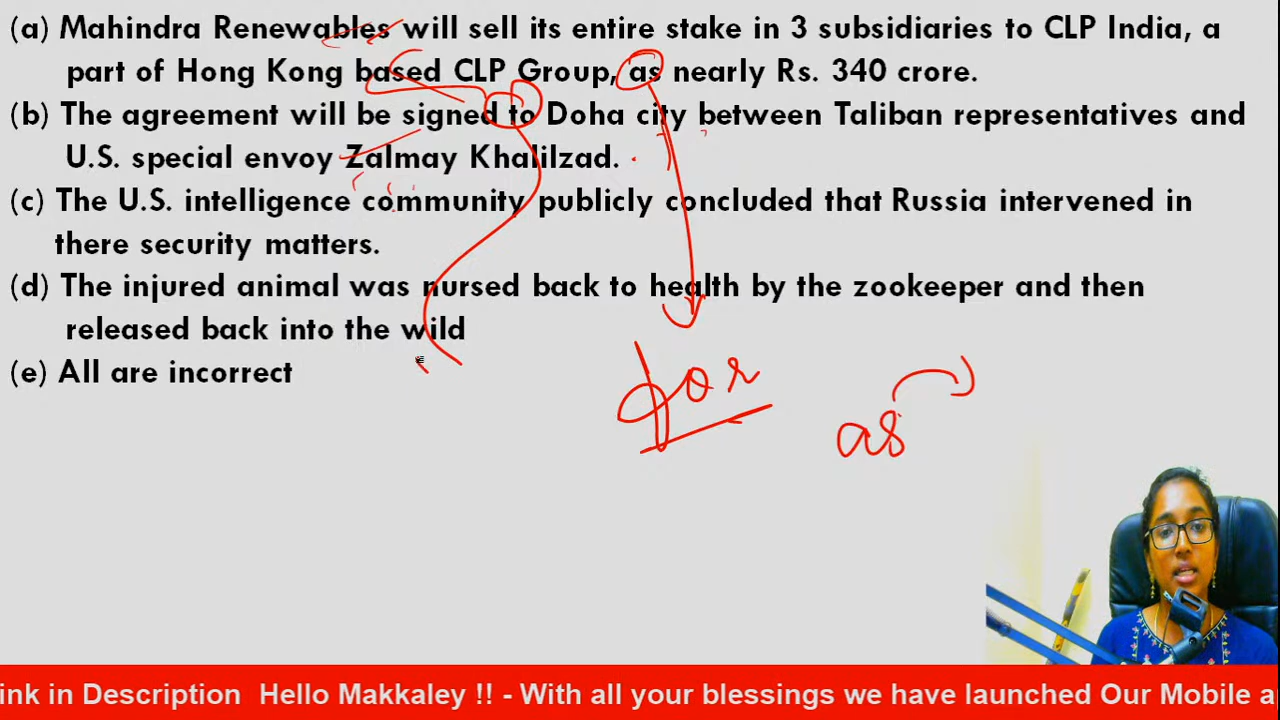 (a) Mahindra Renewables will sell its entire stake in 3 subsidiaries to CLP India, a
part of Hong Kong based CLP Group, as nearly Rs. 340 crore.
(b) The agreement will be signed to Doha city between Taliban representatives and
U.S. special envoy Zalmay Khalilzad.
(c) The U.S. intelligence community publicly concluded that Russia intervened in
there security matters.
(d) The injured animal was nursed back to health by the zookeeper and then
released back into the wild
(e) All are incorrect
for
as
ink in Description Hello Makkaley !! - With all your blessings we have launched Our Mobile a